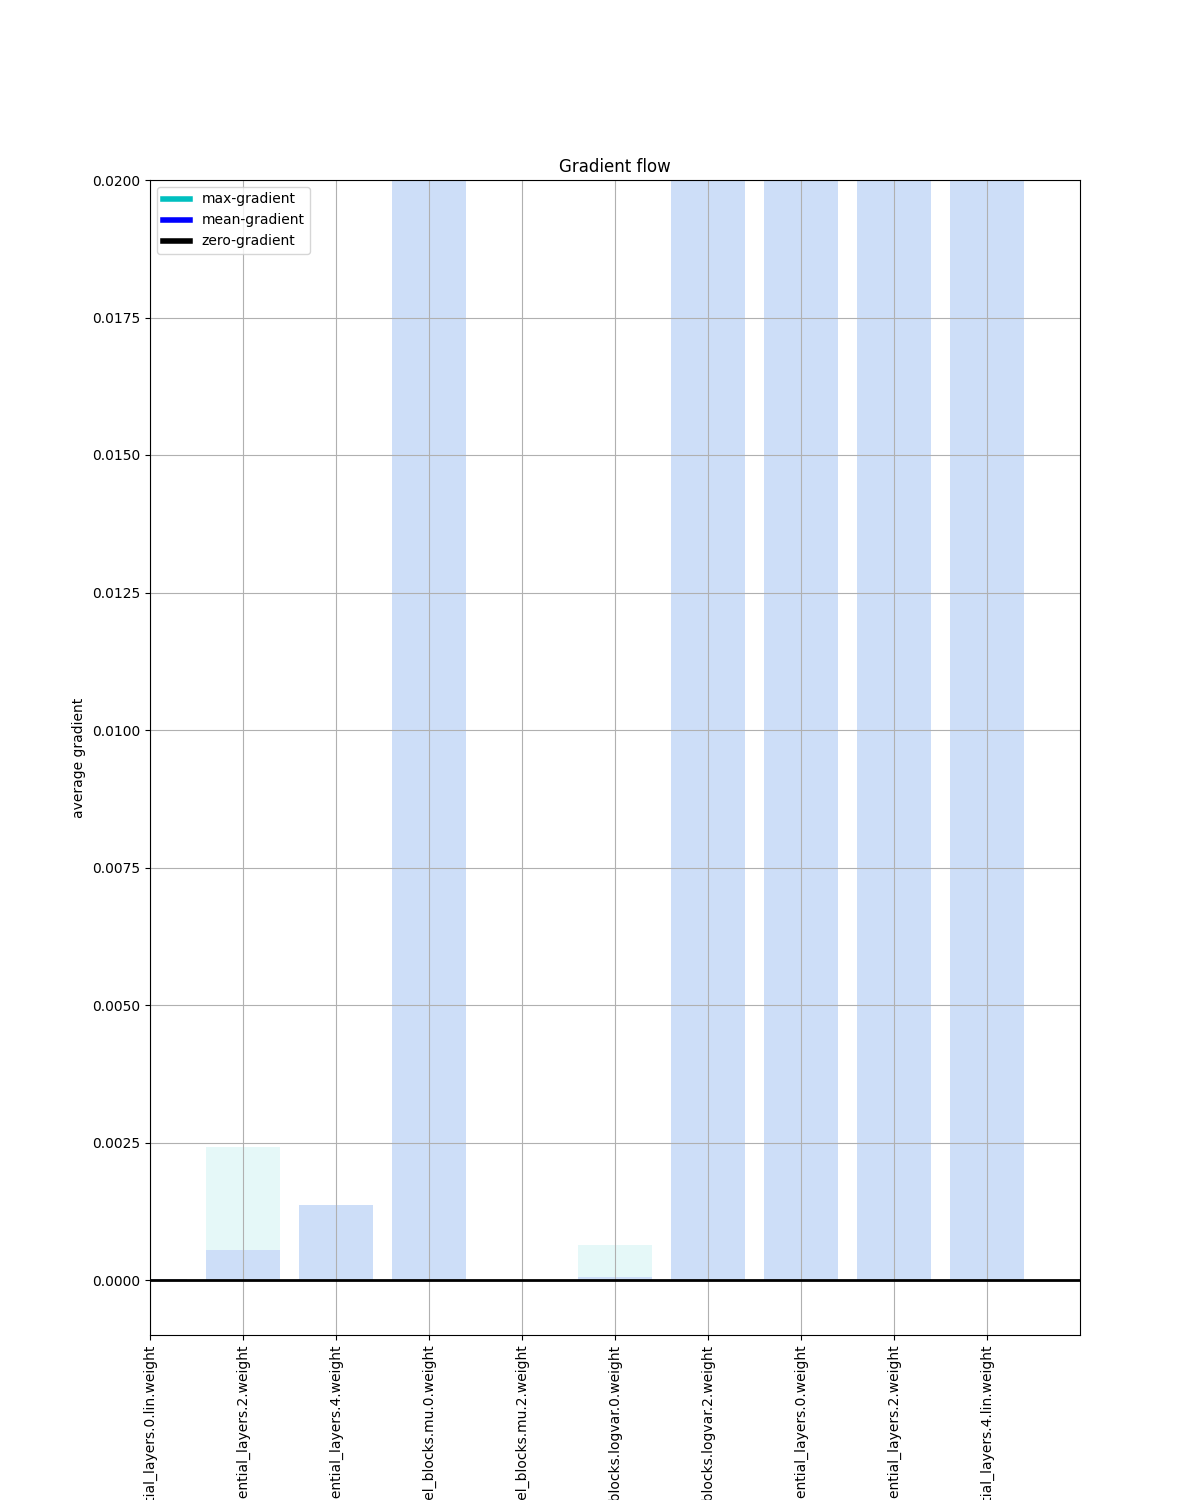 Gradient flow
max-gradient
mean-gradient
zero-gradient
0.0200
0.0175
0.0150
0.0125
0.0100
0.0075
0.0050
0.0025
0.0000
average gradient
tial_layers.0.lin.weight
ential_layers.2.weight
ential_layers.4.weight
el_blocks.mu.0.weight
el_blocks.mu.2.weight
blocks.logvar.0.weight
blocks.logvar.2.weight
ential_layers.0.weight
ential_layers.2.weight
tial_layers.4.lin.weight